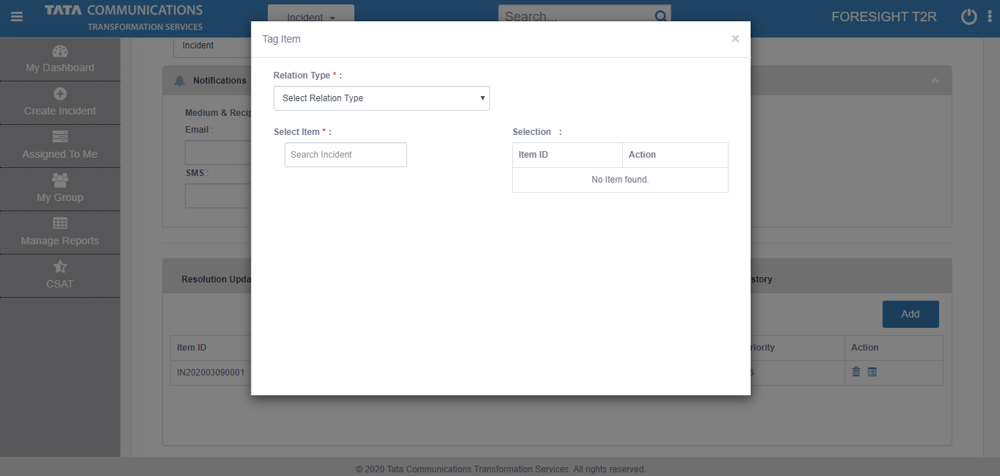 TATA COMMUNICATIONS
TRANSFORMATION SERVICES
Incident
Search...
FORESIGHT T2R
My Dashboard
Create Incident
Assigned To Me
My Group
Manage Reports
CSAT
Incident
Notifications
Medium & Recip
Email :
SMS :
Tag Item
×
Relation Type * :
Select Relation Type
Select Item * :
Search Incident
Selection :
Item ID Action
No Item found.
Resolution Upda
story
Add
Item ID
riority
Action
IN202003090001
© 2020 Tata Communications Transformation Services. All rights reserved.